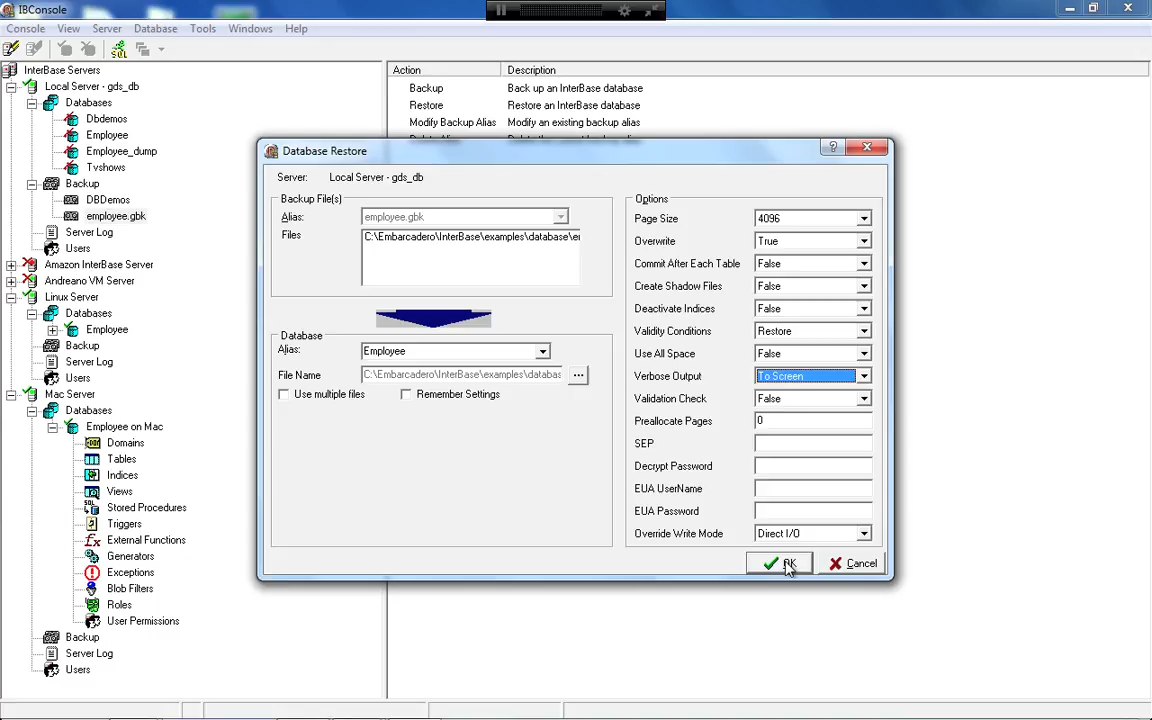 IBConsole
Console View Server Database Tools Windows Help
SQL
InterBase Servers
Local Server - gds_db
Databases
Dbdemos
Employee
Employee_dump
Tvshows
Backup
DBDemos
employee.gbk
Server Log
Users
Amazon InterBase Server
Andreano VM Server
Linux Server
Databases
Employee
Backup
Server Log
Users
Mac Server
Databases
Employee on Mac
Domains
Tables
Indices
Views
Stored Procedures
Triggers
External Functions
Generators
Exceptions
Blob Filters
Roles
User Permissions
Backup
Server Log
Users
Action Description
Backup Back up an InterBase database
Restore Restore an InterBase database
Modify Backup Alias Modify an existing backup alias
Database Restore
Server: Local Server - gds_db
Backup File(s)
Alias: employee.gbk
Files C:\Embarcadero\InterBase\examples\database\e
Database
Alias: Employee
File Name C:\Embarcadero\InterBase\examples\databas ...
Use multiple files Remember Settings
Options
Page Size 4096
Overwrite True
Commit After Each Table False
Create Shadow Files False
Deactivate Indices False
Validity Conditions Restore
Use All Space False
Verbose Output To Screen
Validation Check False
Preallocate Pages 0
SEP
Decrypt Password
EUA UserName
EUA Password
Override Write Mode Direct I/O
OK Cancel